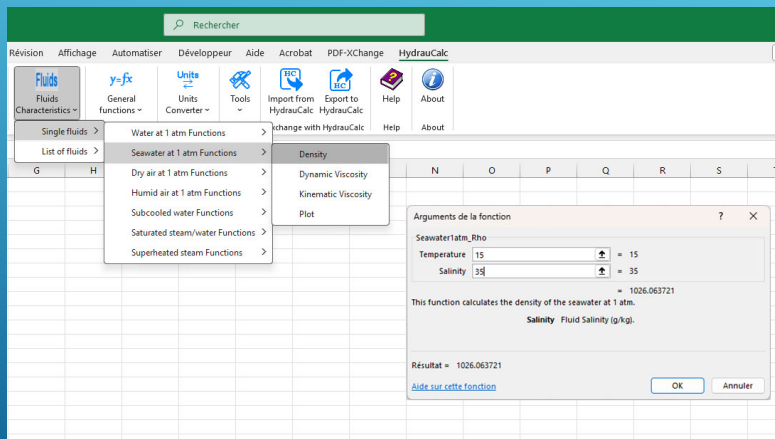 Rechercher
Révision Affichage Automatiser Développeur Aide Acrobat PDF-XChange HydrauCalc
Fluids y=fx Units HC HC ? i
Fluids Characteristics
General functions
Units Converter
Tools
Import from HydrauCalc
Export to HydrauCalc
Help
About
xchange with HydrauCalc Help About
Single fluids >
List of fluids >
Water at 1 atm Functions >
Seawater at 1 atm Functions >
Dry air at 1 atm Functions >
Humid air at 1 atm Functions >
Subcooled water Functions >
Saturated steam/water Functions >
Superheated steam Functions >
Density
Dynamic Viscosity
Kinematic Viscosity
Plot
G H N O P Q R S
Arguments de la fonction ? X
Seawater1atm_Rho
Temperature 15 = 15
Salinity 35 = 35
= 1026.063721
This function calculates the density of the seawater at 1 atm.
Salinity Fluid Salinity (g/kg).
Résultat = 1026.063721
Aide sur cette fonction
OK Annuler